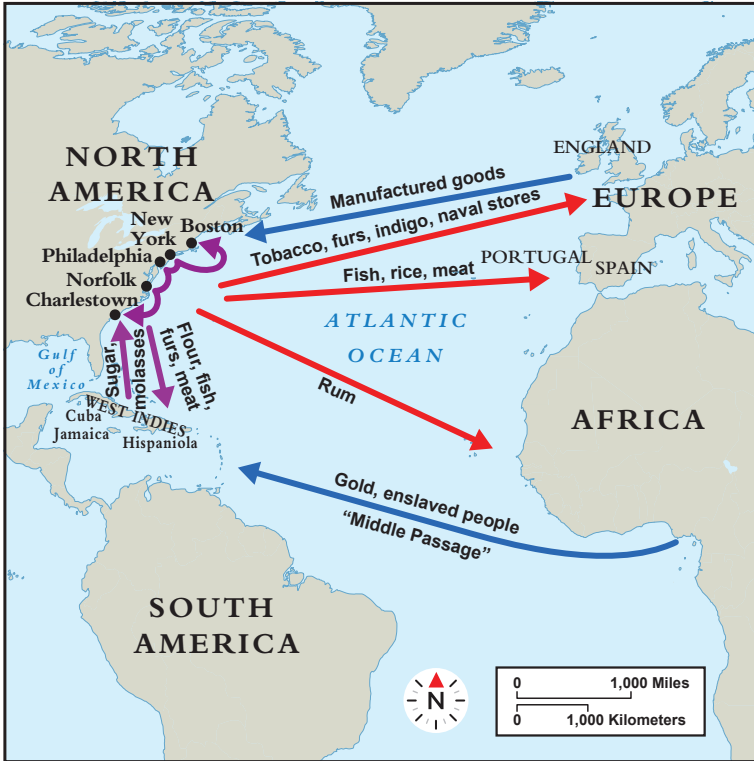 NORTH
AMERICA
ENGLAND
EUROPE
Manufactured goods
Tobacco, furs, indigo, naval stores
New
York
Boston
Philadelphia
Norfolk
Charlestown
PORTUGAL
SPAIN
Fish, rice, meat
ATLANTIC
OCEAN
Gulf
of
Mexico
Sugar,
molasses
Flour, fish,
furs, meat
Rum
WEST INDIES
Cuba
Jamaica
Hispaniola
AFRICA
Gold, enslaved people
“Middle Passage”
SOUTH
AMERICA
N
0 1,000 Miles
0 1,000 Kilometers